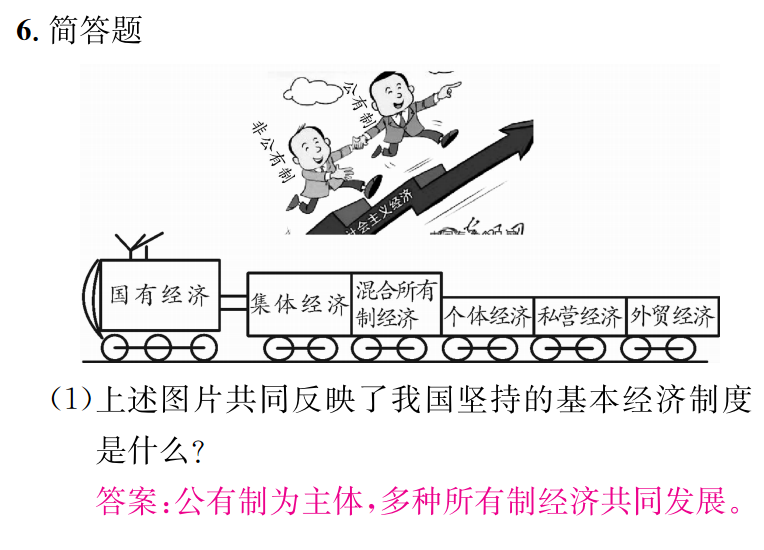 6. 简答题
公有制
非公有制
社会主义经济
国有经济
集体经济
混合所有
制经济
个体经济
私营经济
外贸经济
(1)上述图片共同反映了我国坚持的基本经济制度
是什么?
答案:公有制为主体,多种所有制经济共同发展。